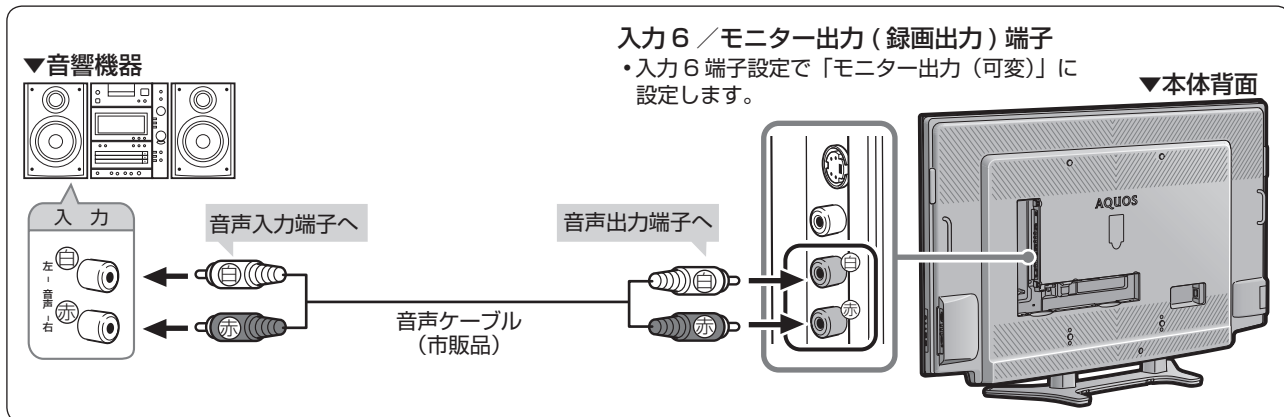 入力6／モニター出力(録画出力)端子
•入力6端子設定で「モニター出力（可変）」に
設定します。
▼音響機器
▼本体背面
AQUOS
入力
音声入力端子へ
音声出力端子へ
白
左-音声-右
赤
白
赤
白
赤
白
赤
音声ケーブル
（市販品）